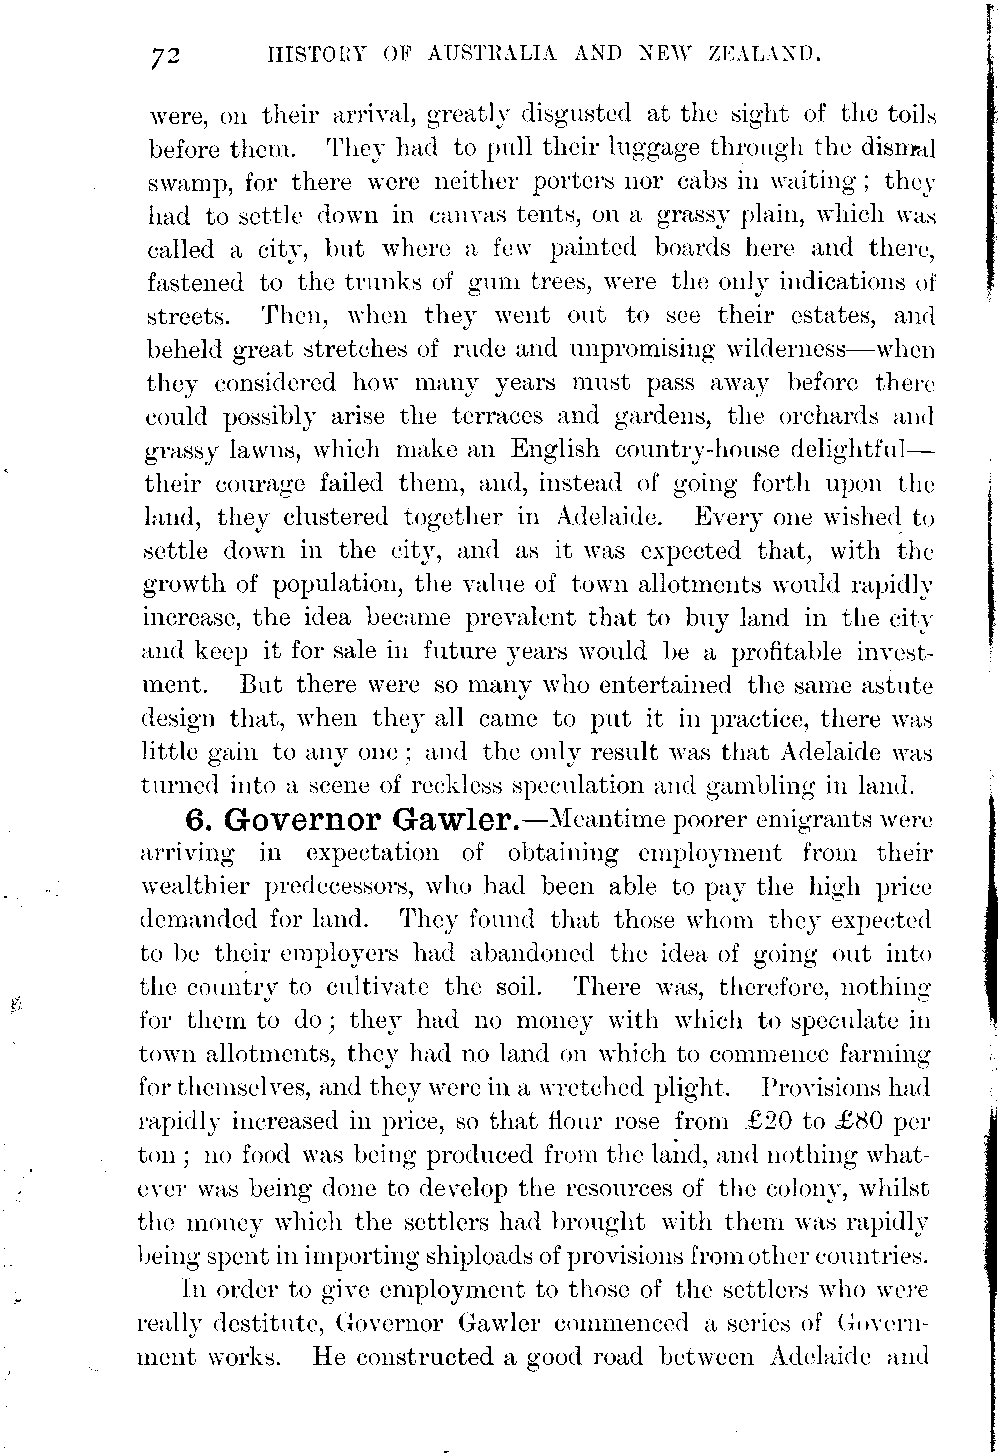 72 HISTORY OF AUSTRALIA AND NEW ZEALAND.
were, on their arrival, greatly disgusted at the sight of the toils
before them. They had to pull their luggage through the dismal
swamp, for there were neither porters nor cabs in waiting; they
had to settle down in canvas tents, on a grassy plain, which was
called a city, but where a few painted boards here and there,
fastened to the trunks of gum trees, were the only indications of
streets. Then, when they went out to see their estates, and
beheld great stretches of rude and unpromising wilderness—when
they considered how many years must pass away before there
could possibly arise the terraces and gardens, the orchards and
grassy lawns, which make an English country-house delightful—
their courage failed them, and, instead of going forth upon the
land, they clustered together in Adelaide. Every one wished to
settle down in the city, and as it was expected that, with the
growth of population, the value of town allotments would rapidly
increase, the idea became prevalent that to buy land in the city
and keep it for sale in future years would be a profitable invest-
ment. But there were so many who entertained the same astute
design that, when they all came to put it in practice, there was
little gain to any one; and the only result was that Adelaide was
turned into a scene of reckless speculation and gambling in land.
6. Governor Gawler.—Meantime poorer emigrants were
arriving in expectation of obtaining employment from their
wealthier predecessors, who had been able to pay the high price
demanded for land. They found that those whom they expected
to be their employers had abandoned the idea of going out into
the country to cultivate the soil. There was, therefore, nothing
for them to do; they had no money with which to speculate in
town allotments, they had no land on which to commence farming
for themselves, and they were in a wretched plight. Provisions had
rapidly increased in price, so that flour rose from £20 to £80 per
ton; no food was being produced from the land, and nothing what-
ever was being done to develop the resources of the colony, whilst
the money which the settlers had brought with them was rapidly
being spent in importing shiploads of provisions from other countries.
In order to give employment to those of the settlers who were
really destitute, Governor Gawler commenced a series of Govern-
ment works. He constructed a good road between Adelaide and